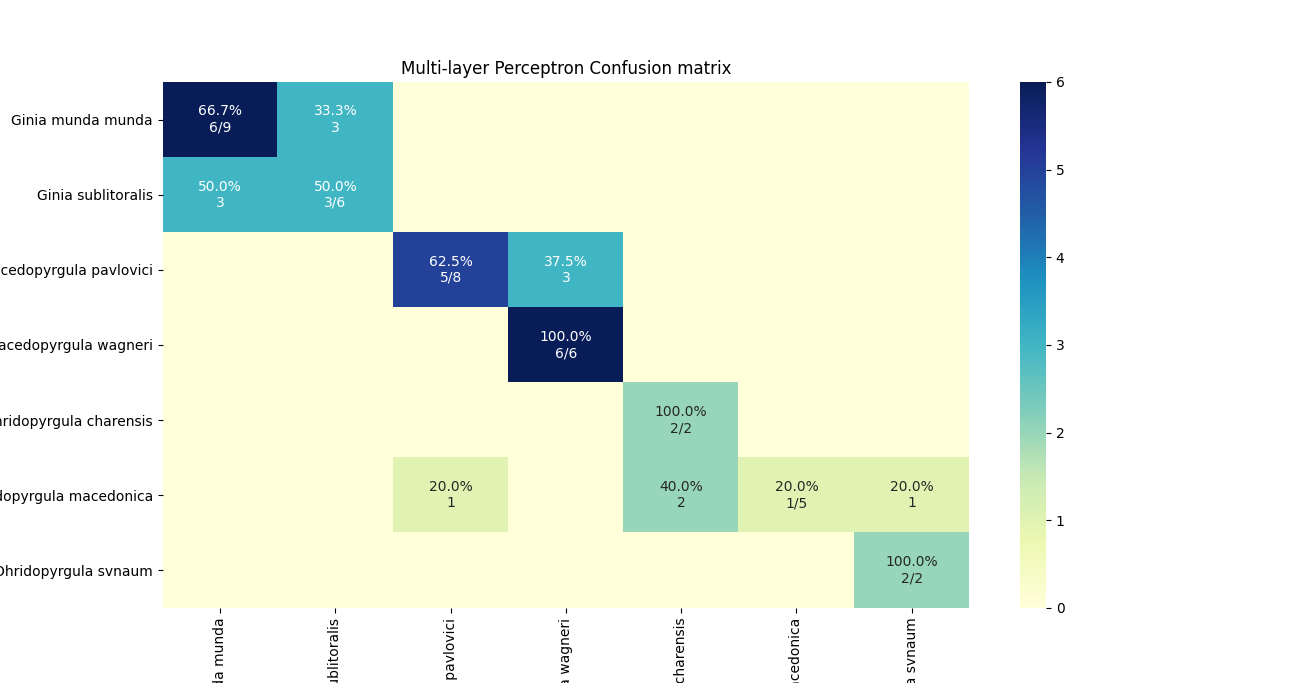 Multi-layer Perceptron Confusion matrix
Ginia munda munda
66.7%
6/9
33.3%
3
Ginia sublitoralis
50.0%
3
50.0%
3/6
cedopyrgula pavlovici
62.5%
5/8
37.5%
3
acedopyrgula wagneri
100.0%
6/6
hridopyrgula charensis
100.0%
2/2
dopyrgula macedonica
20.0%
1
40.0%
2
20.0%
1/5
20.0%
1
Ohridopyrgula svnaum
100.0%
2/2
da munda
ublitoralis
pavlovici
a wagneri
charensis
acedonica
a svnaum
6
5
4
3
2
1
0